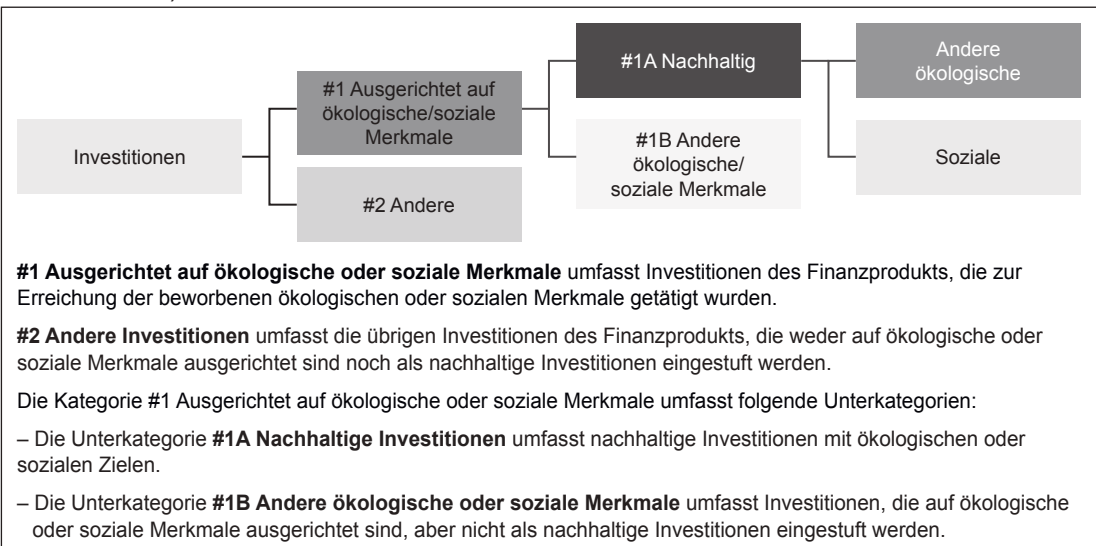 Investitionen
#1 Ausgerichtet auf
ökologische/soziale
Merkmale
#2 Andere
#1A Nachhaltig
#1B Andere
ökologische/
soziale Merkmale
Andere
ökologische
Soziale
#1 Ausgerichtet auf ökologische oder soziale Merkmale umfasst Investitionen des Finanzprodukts, die zur
Erreichung der beworbenen ökologischen oder sozialen Merkmale getätigt wurden.
#2 Andere Investitionen umfasst die übrigen Investitionen des Finanzprodukts, die weder auf ökologische oder
soziale Merkmale ausgerichtet sind noch als nachhaltige Investitionen eingestuft werden.
Die Kategorie #1 Ausgerichtet auf ökologische oder soziale Merkmale umfasst folgende Unterkategorien:
– Die Unterkategorie #1A Nachhaltige Investitionen umfasst nachhaltige Investitionen mit ökologischen oder
sozialen Zielen.
– Die Unterkategorie #1B Andere ökologische oder soziale Merkmale umfasst Investitionen, die auf ökologische
oder soziale Merkmale ausgerichtet sind, aber nicht als nachhaltige Investitionen eingestuft werden.